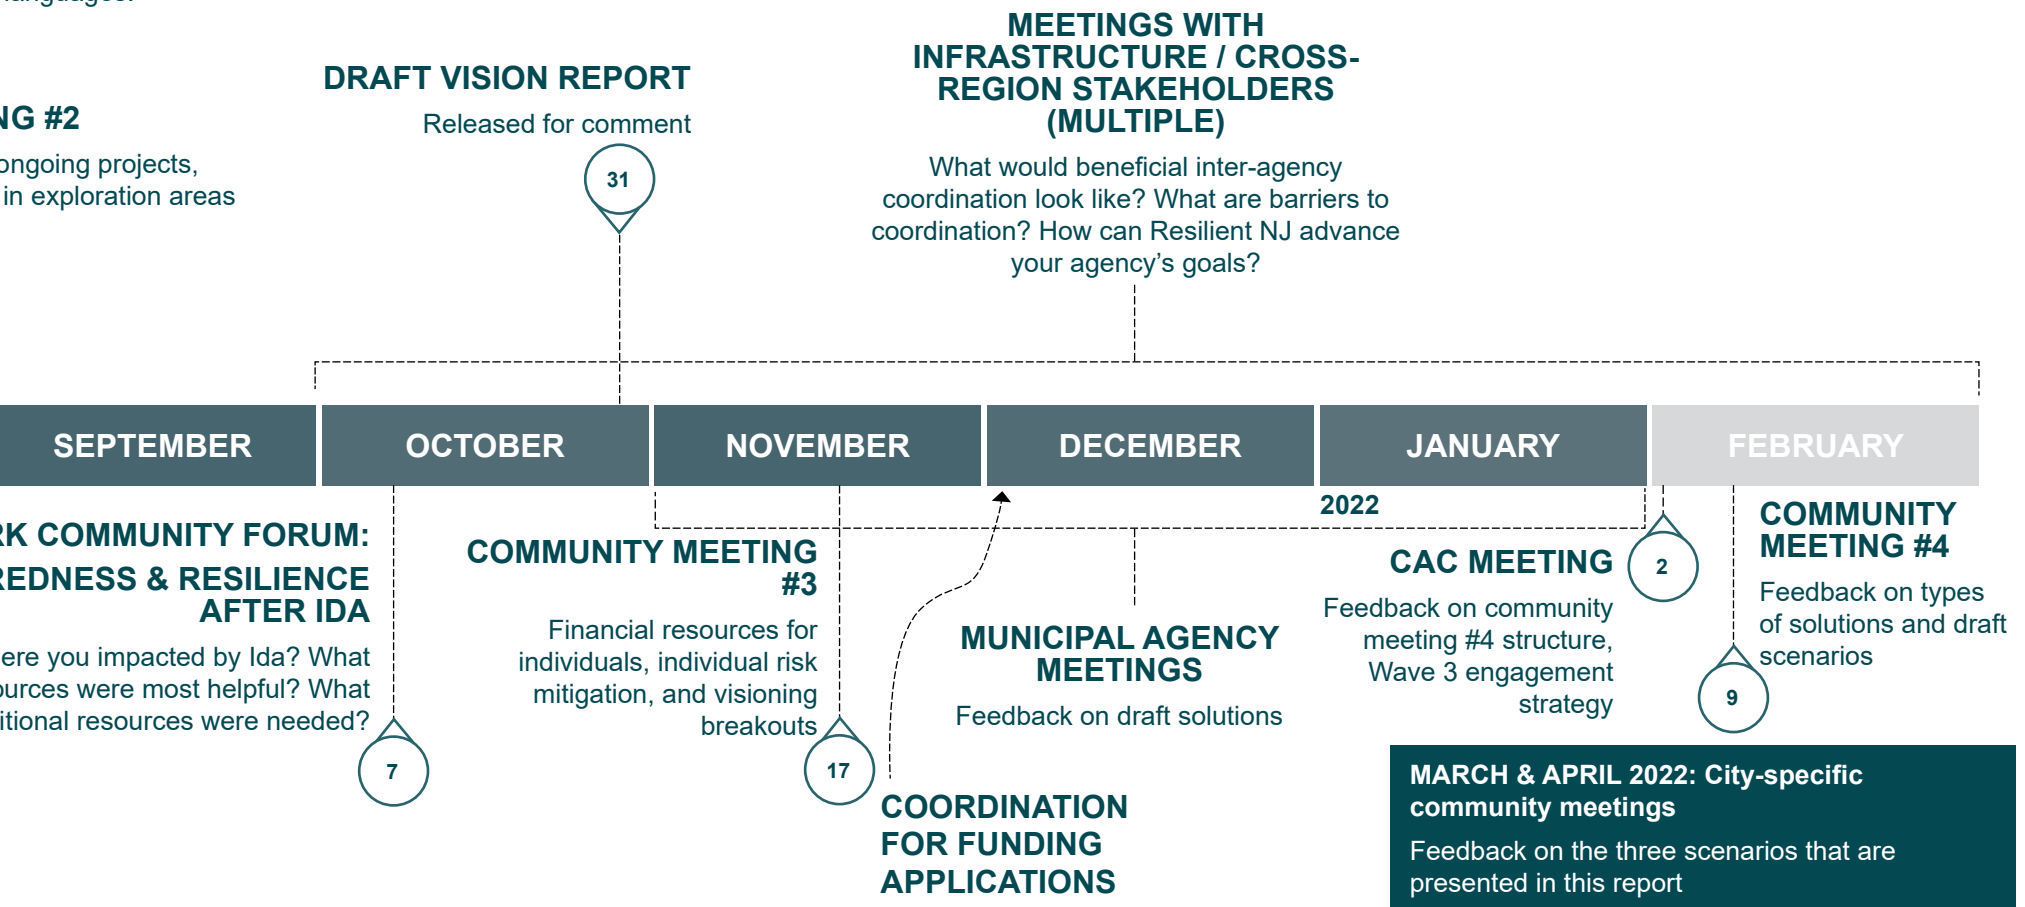 languages.
#2
ongoing projects,
in exploration areas
DRAFT VISION REPORT
Released for comment
31
MEETINGS WITH
INFRASTRUCTURE / CROSS-
REGION STAKEHOLDERS
(MULTIPLE)
What would beneficial inter-agency
coordination look like? What are barriers to
coordination? How can Resilient NJ advance
your agency’s goals?
SEPTEMBER
OCTOBER
NOVEMBER
DECEMBER
JANUARY
FEBRUARY
2022
COMMUNITY FORUM:
& RESILIENCE
AFTER IDA
you impacted by Ida? What
were most helpful? What
resources were needed?
7
COMMUNITY MEETING
#3
Financial resources for
individuals, individual risk
mitigation, and visioning
breakouts
17
COORDINATION
FOR FUNDING
APPLICATIONS
MUNICIPAL AGENCY
MEETINGS
Feedback on draft solutions
CAC MEETING
Feedback on community
meeting #4 structure,
Wave 3 engagement
strategy
2
COMMUNITY
MEETING #4
Feedback on types
of solutions and draft
scenarios
9
MARCH & APRIL 2022: City-specific
community meetings
Feedback on the three scenarios that are
presented in this report